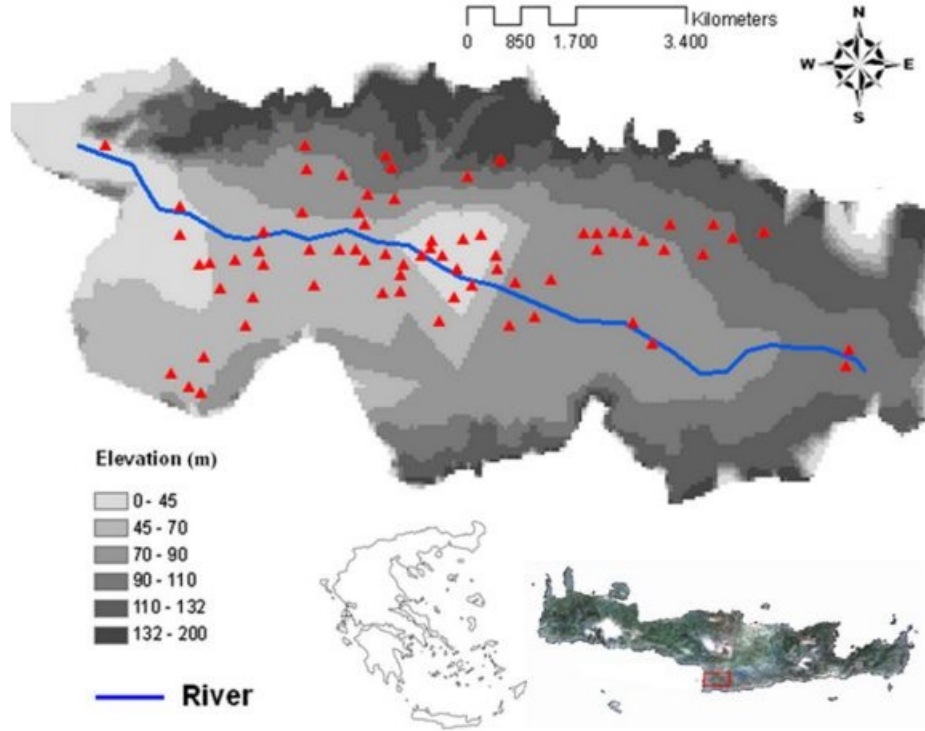 Kilometers
0 850 1.700 3.400
N
W E
S
Elevation (m)
0 - 45
45 - 70
70 - 90
90 - 110
110 - 132
132 - 200
River